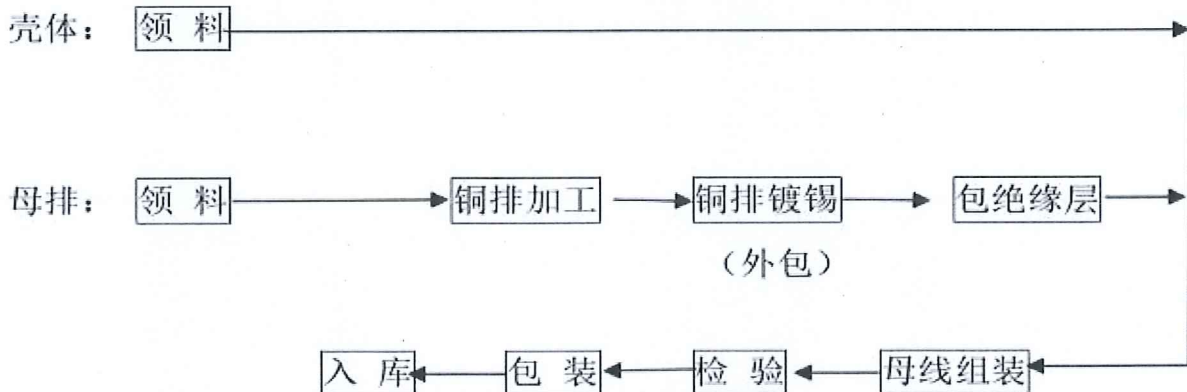 壳体： 领 料
母排： 领 料 铜排加工 铜排镀锡 包绝缘层
（外包）
入 库 包 装 检 验 母线组装